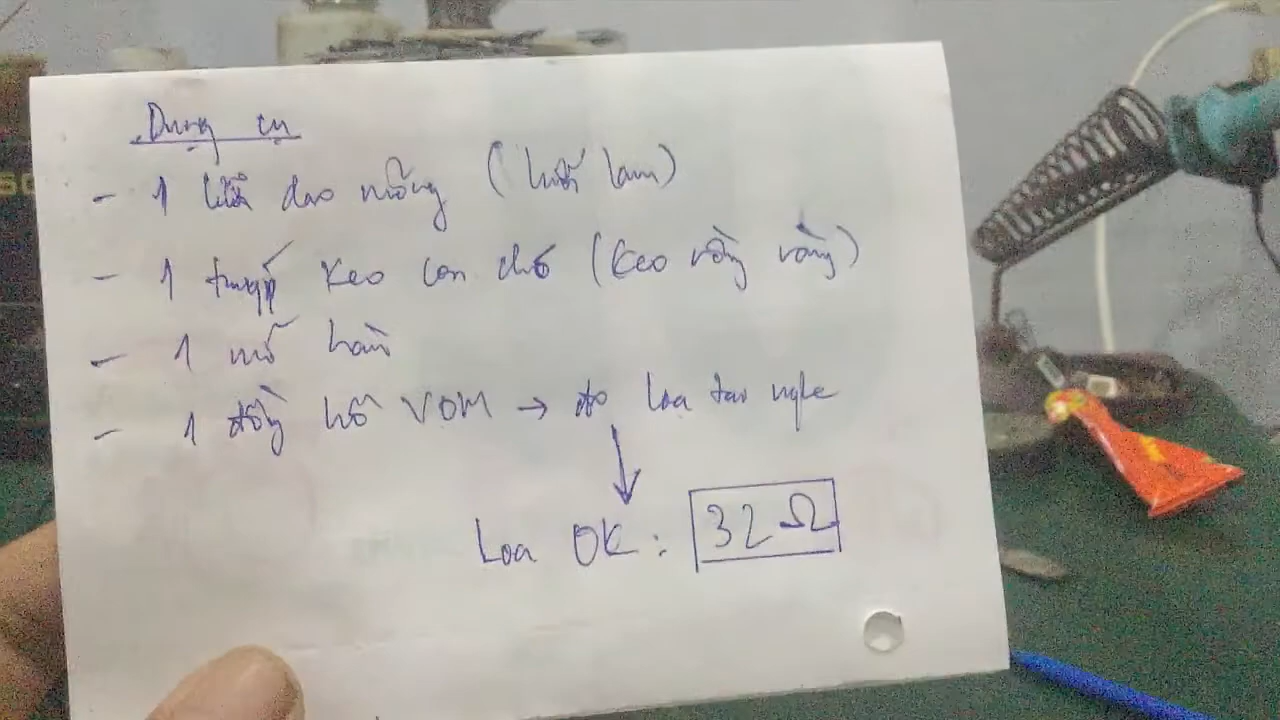 Dụng cụ
- 1 lưỡi dao mỏng (lưỡi lam)
- 1 tuýp keo con chó (keo vàng vàng)
- 1 mỏ hàn
- 1 đồng hồ VOM → đo loa tai nghe
↓
Loa OK: 32 Ω